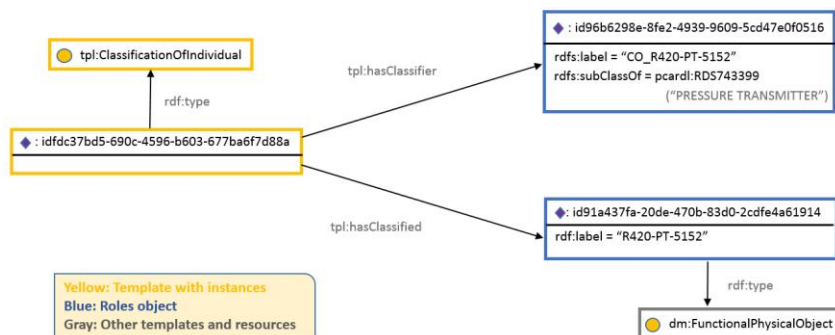 : id96b6298e-8fe2-4939-9609-5cd47e0f0516
tpl:ClassificationOfIndividual
rdfs:label = “CO_R420-PT-5152”
rdfs:subClassOf = pcardl:RDS743399
(“PRESSURE TRANSMITTER”)
tpl:hasClassifier
rdf:type
: idfdc37bd5-690c-4596-b603-677ba6f7d88a
: id91a437fa-20de-470b-83d0-2cdfe4a61914
rdf:label = “R420-PT-5152”
tpl:hasClassified
rdf:type
Yellow: Template with instances
Blue: Roles object
Gray: Other templates and resources
dm:FunctionalPhysicalObject